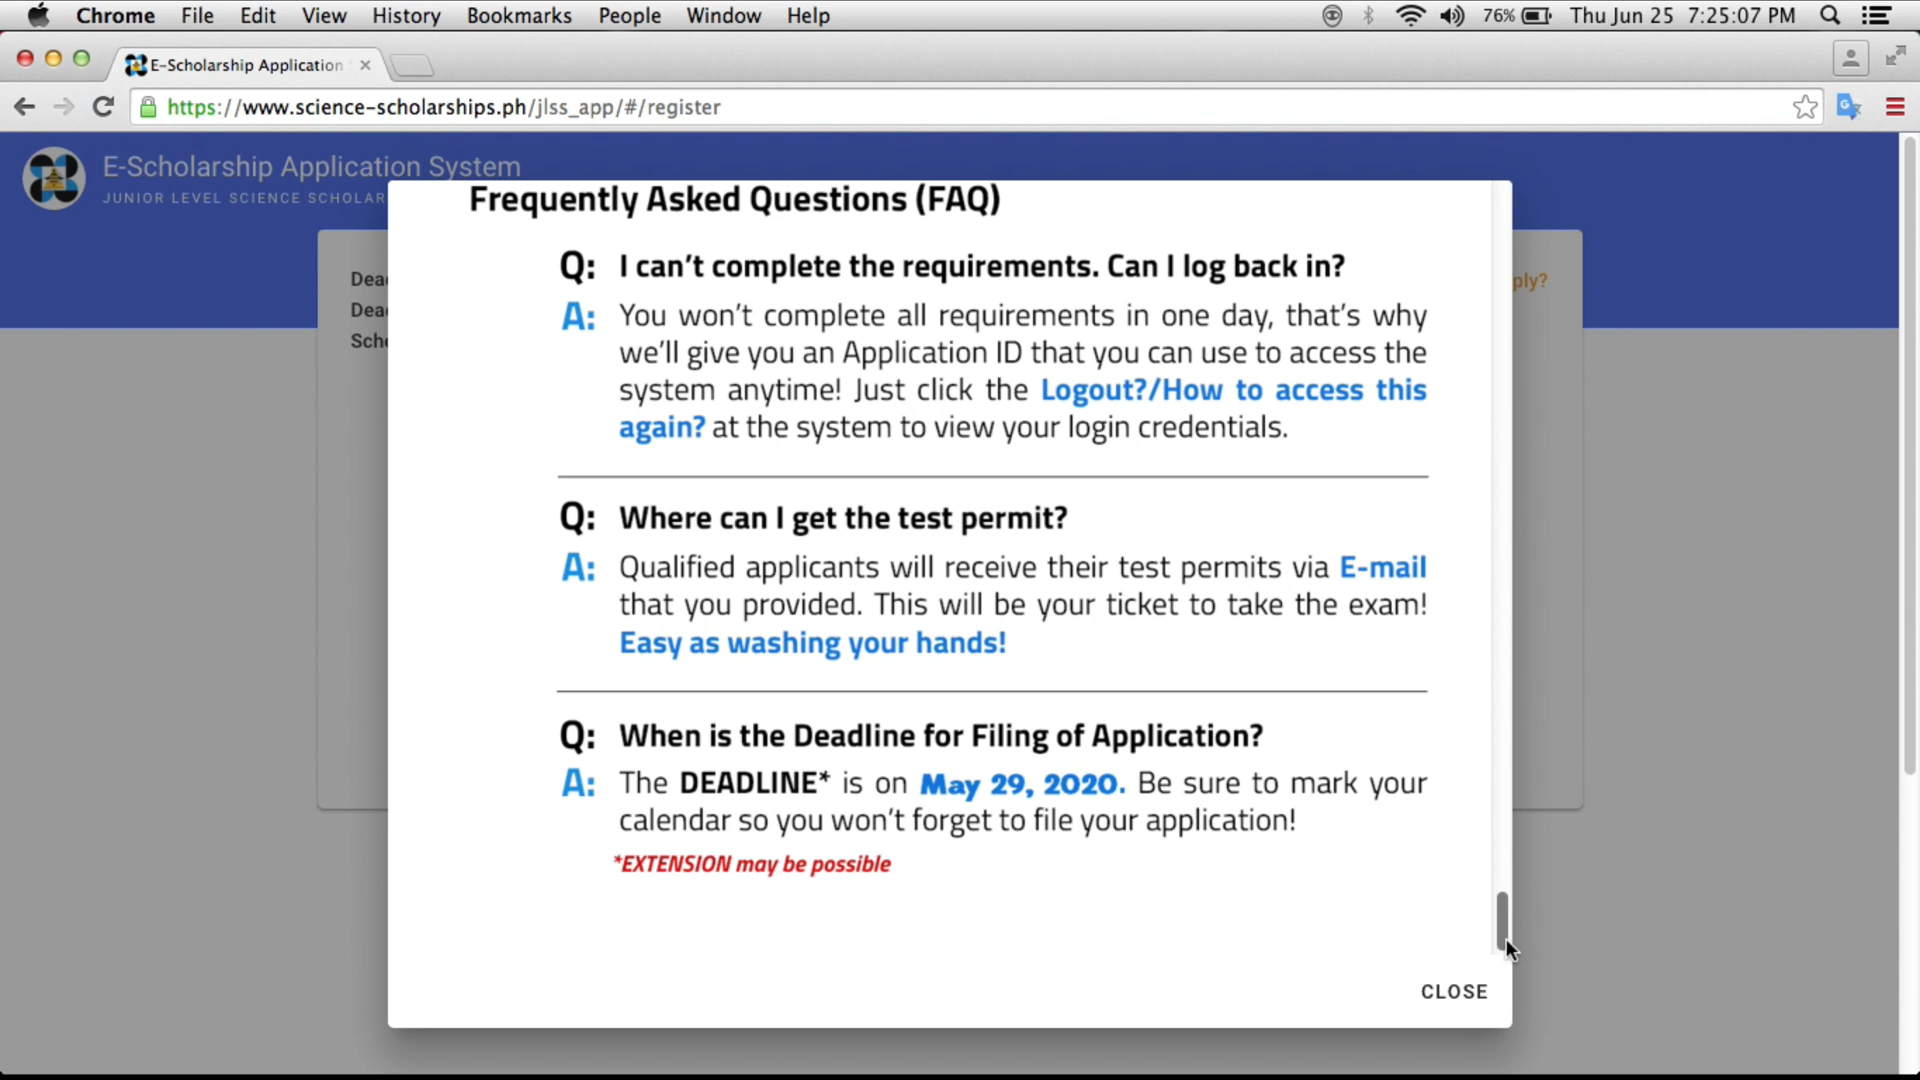 Chrome File Edit View History Bookmarks People Window Help 76% Thu Jun 25 7:25:07 PM
E-Scholarship Application
https://www.science-scholarships.ph/jlss_app/#/register
E-Scholarship Application System
JUNIOR LEVEL SCIENCE SCHOLAR
Dead
Dead
Sche
ply?
Frequently Asked Questions (FAQ)
Q: I can't complete the requirements. Can I log back in?
A: You won't complete all requirements in one day, that's why
we'll give you an Application ID that you can use to access the
system anytime! Just click the Logout?/How to access this
again? at the system to view your login credentials.
Q: Where can I get the test permit?
A: Qualified applicants will receive their test permits via E-mail
that you provided. This will be your ticket to take the exam!
Easy as washing your hands!
Q: When is the Deadline for Filing of Application?
A: The DEADLINE* is on May 29, 2020. Be sure to mark your
calendar so you won't forget to file your application!
*EXTENSION may be possible
CLOSE